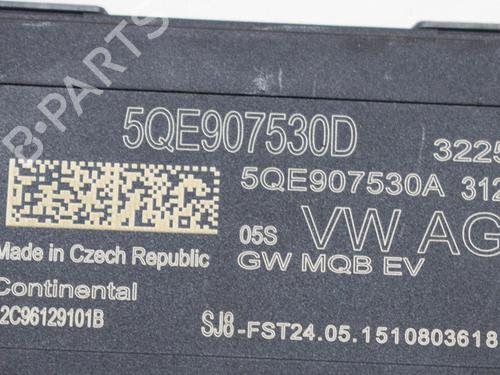 5QE907530D
3225
5QE907530A 312
05S VW AG
Made in Czech Republic
GW MQB EV
Continental
2C96129101B
SJ8-FST24.05.1510803618
B-PARTS